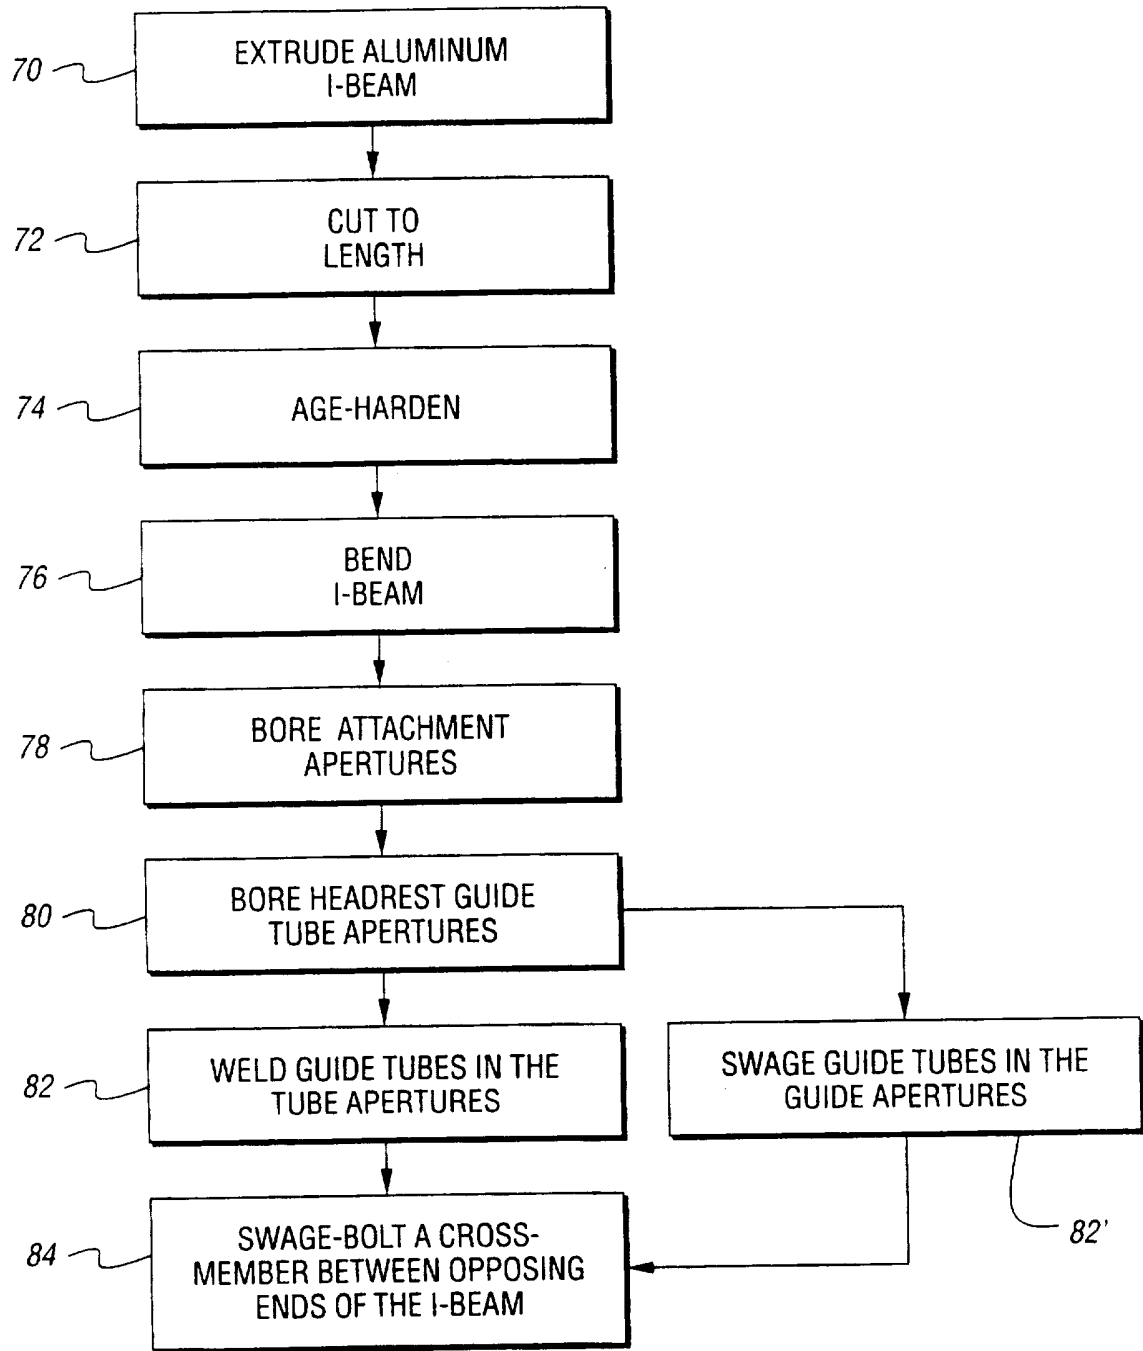 70
EXTRUDE ALUMINUM
I-BEAM
72
CUT TO
LENGTH
74
AGE-HARDEN
76
BEND
I-BEAM
78
BORE ATTACHMENT
APERTURES
80
BORE HEADREST GUIDE
TUBE APERTURES
82
WELD GUIDE TUBES IN THE
TUBE APERTURES
SWAGE GUIDE TUBES IN THE
GUIDE APERTURES
82'
84
SWAGE-BOLT A CROSS-
MEMBER BETWEEN OPPOSING
ENDS OF THE I-BEAM